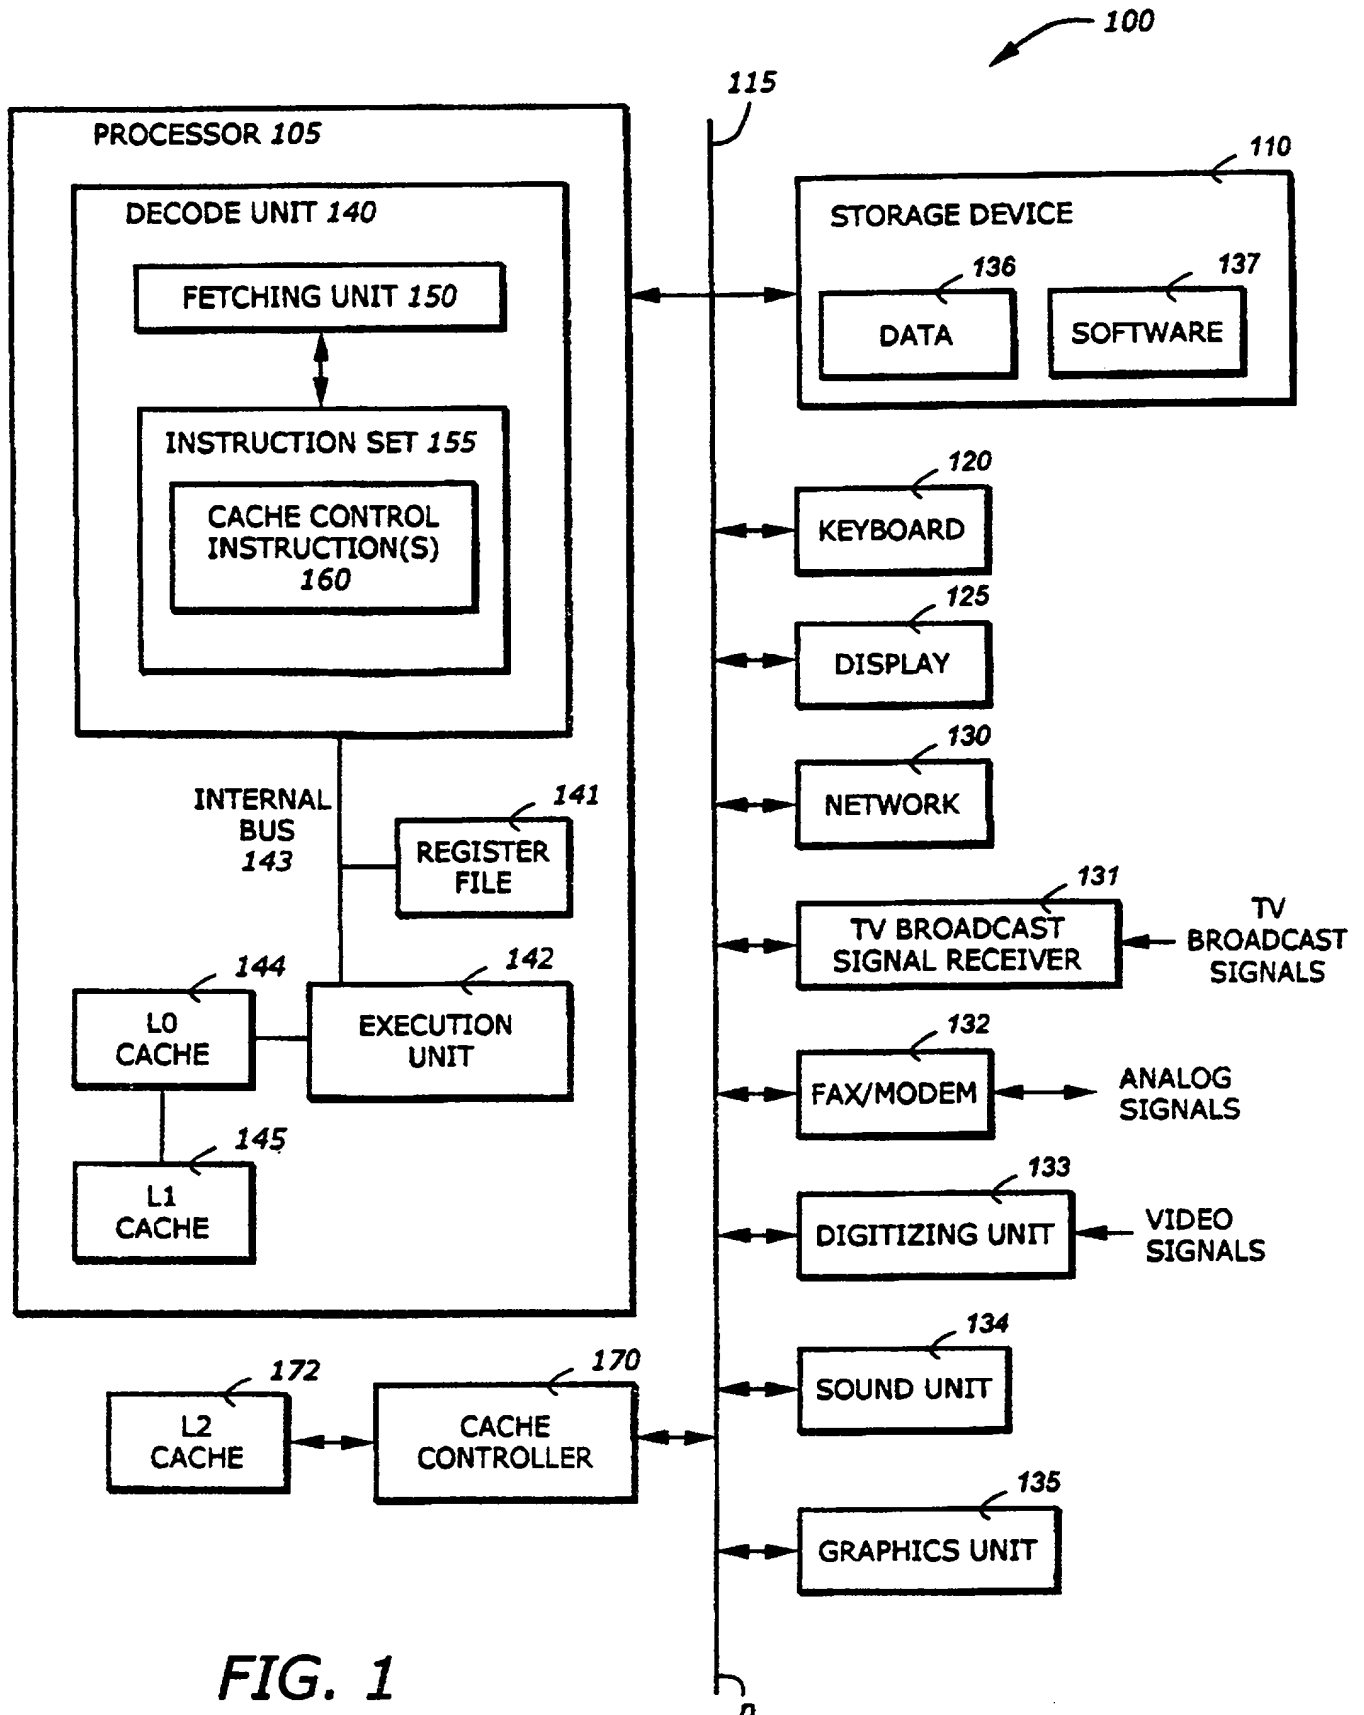 100
115
PROCESSOR 105
110
DECODE UNIT 140
STORAGE DEVICE
FETCHING UNIT 150
136
137
DATA
SOFTWARE
INSTRUCTION SET 155
CACHE CONTROL
INSTRUCTION(S)
160
120
KEYBOARD
125
DISPLAY
130
NETWORK
INTERNAL
BUS
143
141
REGISTER
FILE
131
TV BROADCAST
SIGNAL RECEIVER
TV
BROADCAST
SIGNALS
144
L0
CACHE
142
EXECUTION
UNIT
132
FAX/MODEM
ANALOG
SIGNALS
145
L1
CACHE
133
DIGITIZING UNIT
VIDEO
SIGNALS
134
SOUND UNIT
172
L2
CACHE
170
CACHE
CONTROLLER
135
GRAPHICS UNIT
FIG. 1
n